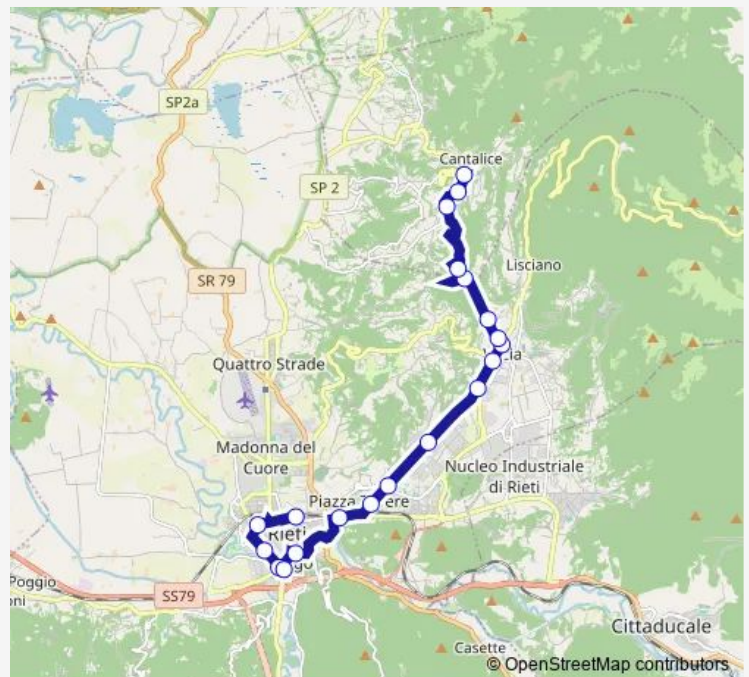 SP2a
Cantalice
SP 2
Lisciano
SR 79
Quattro Strade
Madonna del
Cuore
Nucleo Industriale
di Rieti
Rieti
Poggio
SS79
Cittaducale
Casette
© OpenStreetMap contributors